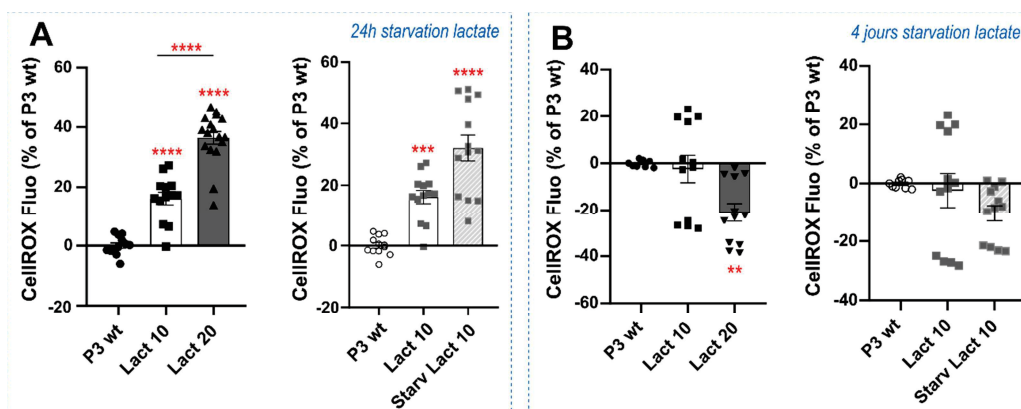 A
24h starvation lactate
CellROX Fluo (% of P3 wt)
60
40
20
0
-20
****
****
****
P3 wt
Lact 10
Lact 20
CellROX Fluo (% of P3 wt)
60
40
20
0
-20
***
****
P3 wt
Lact 10
Starv Lact 10
B
4 jours starvation lactate
CellROX Fluo (% of P3 wt)
40
20
0
-20
-40
-60
**
P3 wt
Lact 10
Lact 20
CellROX Fluo (% of P3 wt)
40
20
0
-20
-40
P3 wt
Lact 10
Starv Lact 10